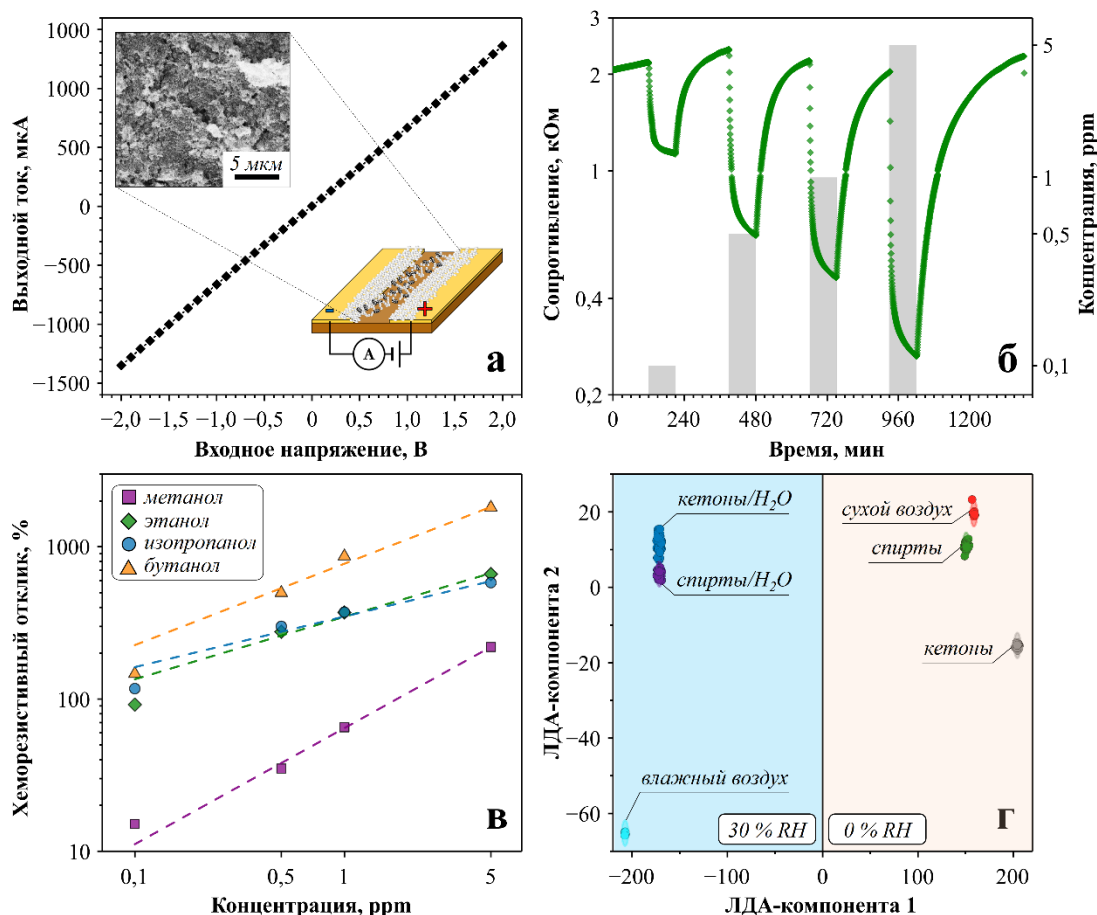 а
1000
1000
500
0
−500
−1000
−1500
Выходной ток, мкА
5 мкм
−
+
A
−2,0 −1,5 −1,0 −0,5 0 0,5 1,0 1,5 2,0
Входное напряжение, В
б
3
2
1
0,4
0,2
Сопротивление, кОм
5
1
0,5
0,1
Концентрация, ppm
0 240 480 720 960 1200
Время, мин
в
1000
100
10
Хеморезистивный отклик, %
метанол
этанол
изопропанол
бутанол
0,1 0,5 1 5
Концентрация, ppm
г
20
0
−20
−40
−60
ЛДА-компонента 2
кетоны/H₂O
спирты/H₂O
влажный воздух
сухой воздух
спирты
кетоны
30 % RH
0 % RH
−200 −100 0 100 200
ЛДА-компонента 1